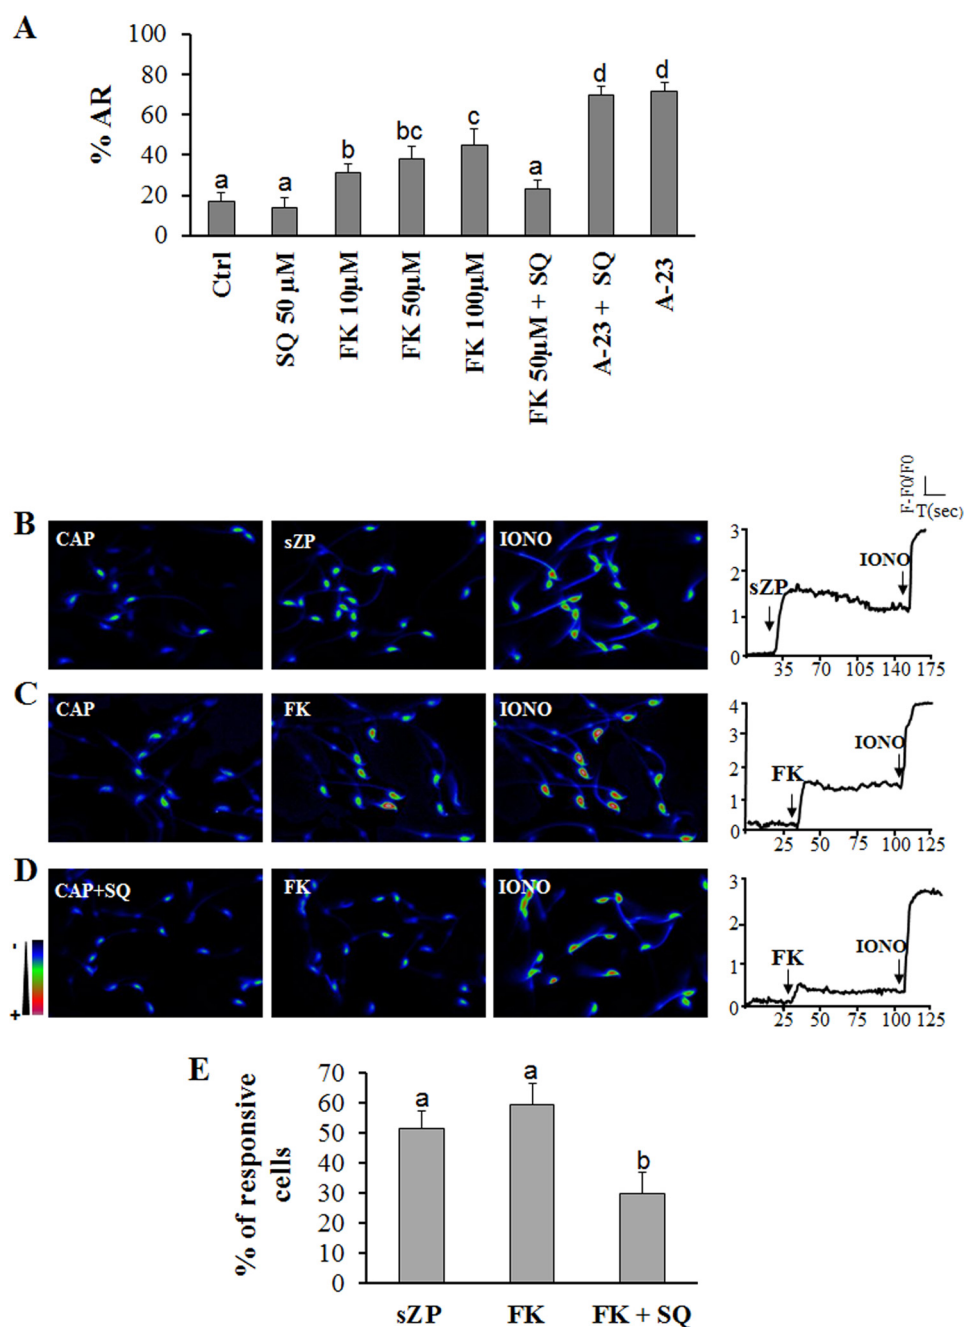 A
% AR
100
80
60
40
20
0
a
a
b
bc
c
a
d
d
Ctrl
SQ 50 μM
FK 10μM
FK 50μM
FK 100μM
FK 50μM + SQ
A-23 + SQ
A-23
B
CAP
sZP
IONO
F-F0/F0
T(sec)
3
2
1
0
sZP
IONO
35 70 105 140 175
C
CAP
FK
IONO
4
3
2
1
0
FK
IONO
25 50 75 100 125
D
CAP+SQ
FK
IONO
-
+
3
2
1
0
FK
IONO
25 50 75 100 125
E
% of responsive
cells
70
60
50
40
30
20
10
0
a
a
b
sZP
FK
FK + SQ